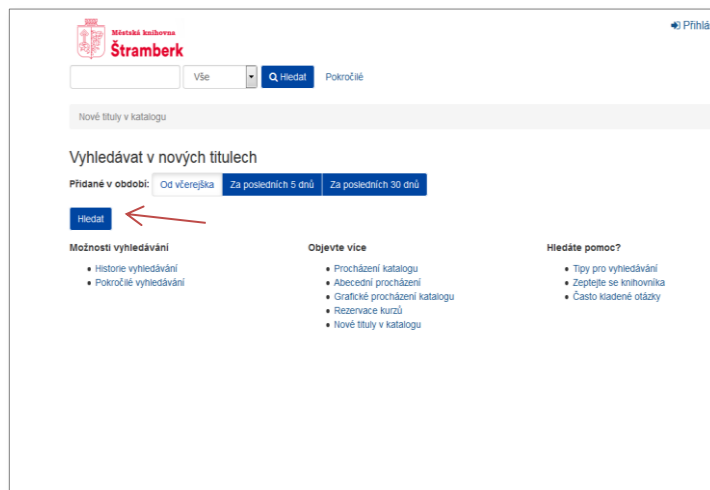 Městská knihovna
Štramberk
Přihlá
Vše Hledat Pokročilé
Nové tituly v katalogu
Vyhledávat v nových titulech
Přidané v období: Od včerejška Za posledních 5 dnů Za posledních 30 dnů
Hledat
Možnosti vyhledávání
Historie vyhledávání
Pokročilé vyhledávání
Objevte více
Procházení katalogu
Abecední procházení
Grafické procházení katalogu
Rezervace kurzů
Nové tituly v katalogu
Hledáte pomoc?
Tipy pro vyhledávání
Zeptejte se knihovníka
Často kladené otázky